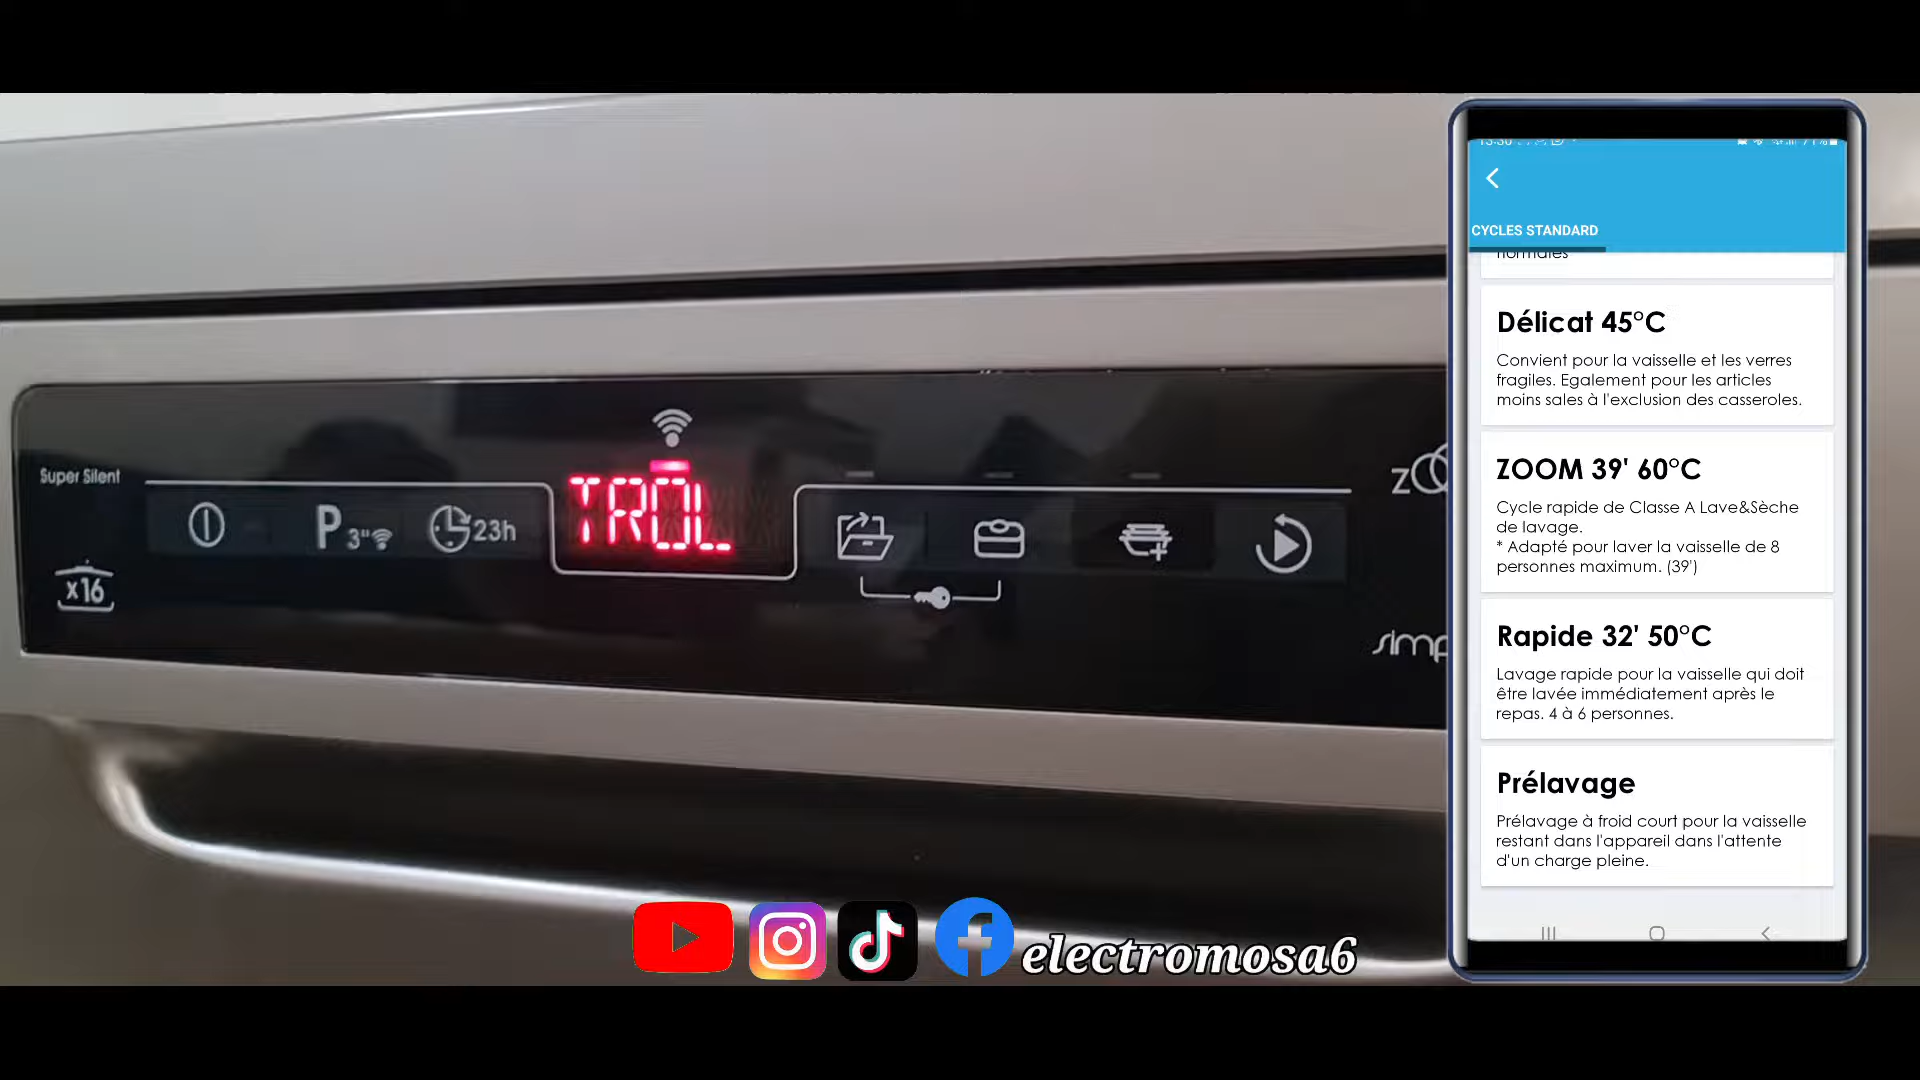 Super Silent
x16
P 3"
23h
TROL
electromosa6
CYCLES STANDARD
normales
Délicat 45°C
Convient pour la vaisselle et les verres
fragiles. Egalement pour les articles
moins sales à l'exclusion des casseroles.
ZOOM 39' 60°C
Cycle rapide de Classe A Lave&Sèche
de lavage.
* Adapté pour laver la vaisselle de 8
personnes maximum. (39')
Rapide 32' 50°C
Lavage rapide pour la vaisselle qui doit
être lavée immédiatement après le
repas. 4 à 6 personnes.
Prélavage
Prélavage à froid court pour la vaisselle
restant dans l'appareil dans l'attente
d'un charge pleine.